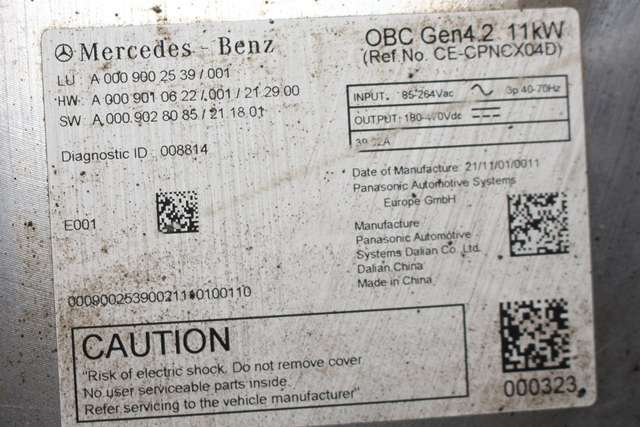 Mercedes-Benz
LU A 000 900 25 39 / 001
HW A 000 901 06 22 / 001 / 21 29 00
SW A 000 902 80 85 / 21 18 01
Diagnostic ID : 008814
E001
OBC Gen4.2 11kW
(Ref No. CE-CPNCX04D)
INPUT: 85-264Vac 3p 40-70Hz
OUTPUT: 180-470Vdc
Date of Manufacture: 21/11/01/0011
Panasonic Automotive Systems
Europe GmbH
Manufacture
Panasonic Automotive
Systems Dalian Co. Ltd.
Dalian China
Made in China
CAUTION
"Risk of electric shock. Do not remove cover.
No user serviceable parts inside.
Refer servicing to the vehicle manufacturer"
000323